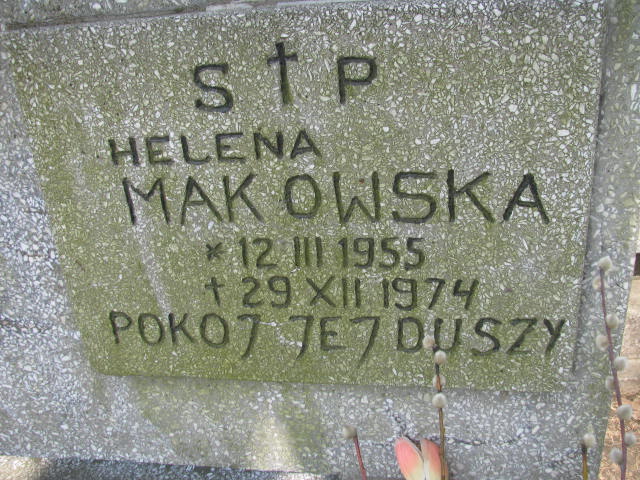 S † P
HELENA
MAKOWSKA
* 12 III 1955
† 29 XII 1974
POKOJ JEJ DUSZY